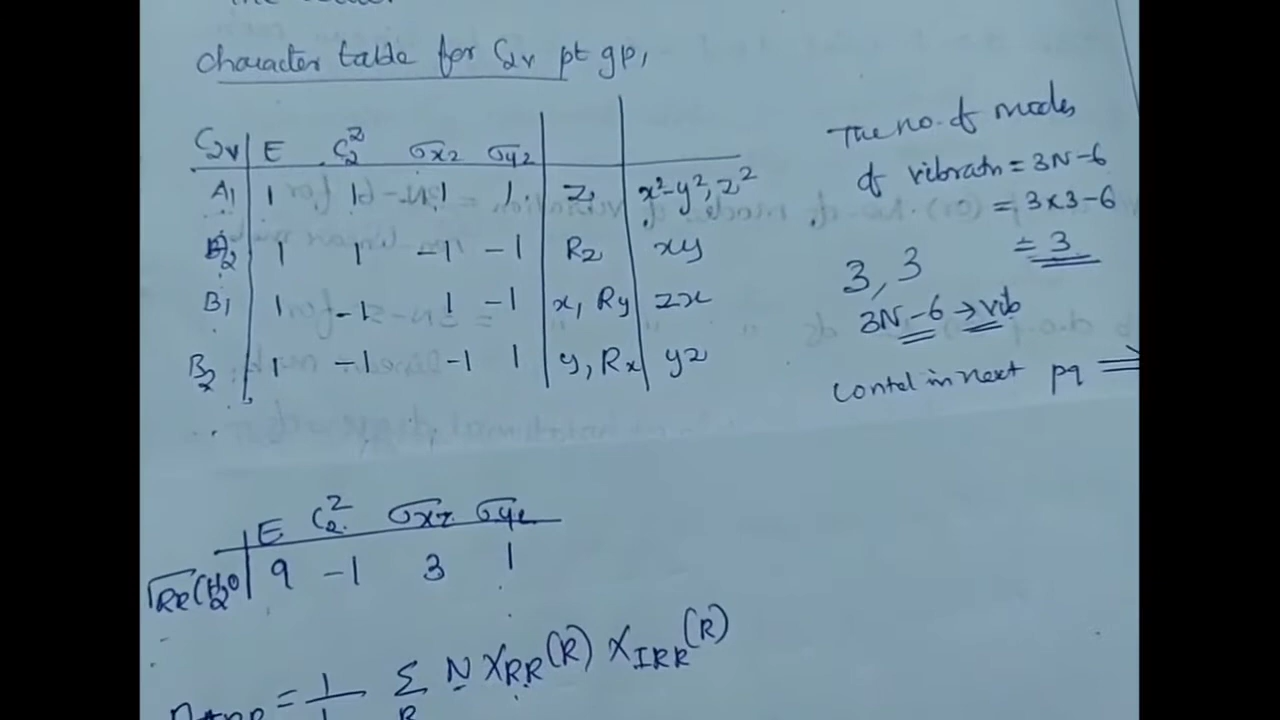 character table for C2v pt gp,
C2v E C2^z σxz σyz
A1 1 1 1 1 z, x²-y², z²
A2 1 1 -1 -1 Rz xy
B1 1 -1 1 -1 x, Ry zx
B2 1 -1 -1 1 y, Rx yz
The no. of modes
of vibratn = 3N-6
= 3x3-6
= 3
3, 3
3N-6 → vib
contd in next pg ⇒
E C2^z σxz σyz
ΓRR(H2O 9 -1 3 1
= 1 Σ N XRR(R) XIRR(R)
R